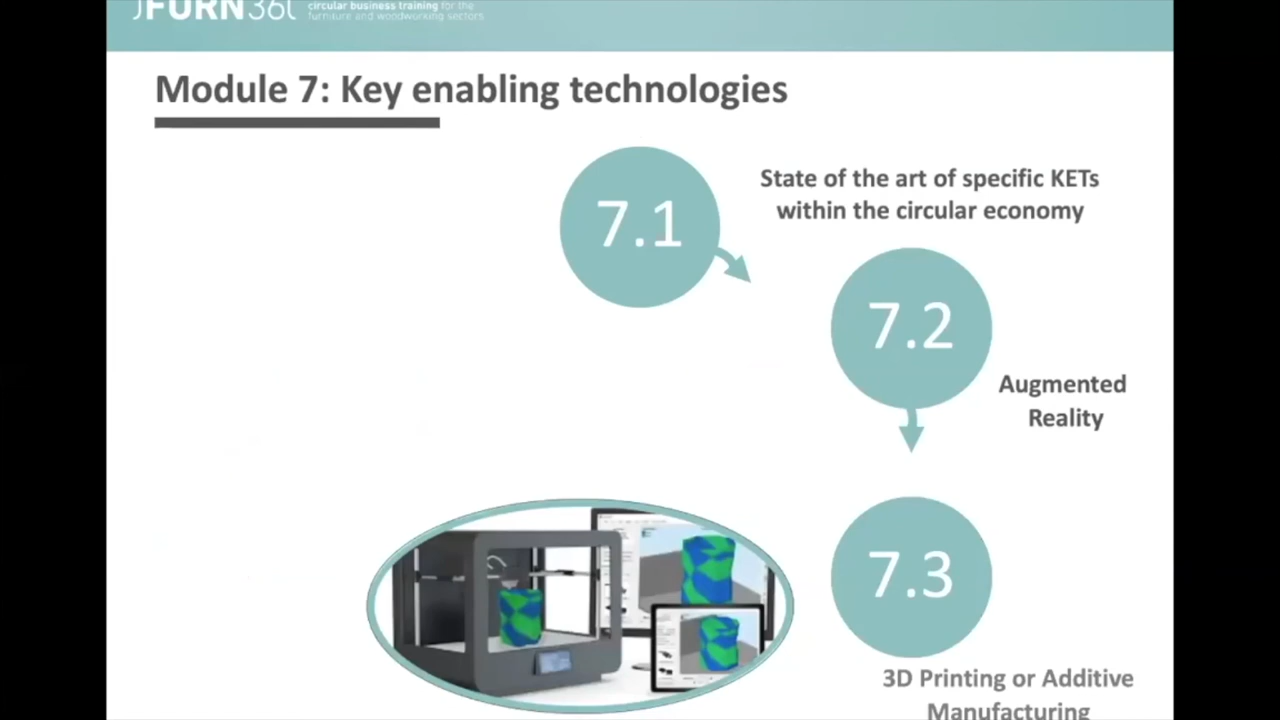 FURN360
circular business training for the
furniture and woodworking sectors
Module 7: Key enabling technologies
7.1
State of the art of specific KETs
within the circular economy
7.2
Augmented
Reality
7.3
3D Printing or Additive
Manufacturing